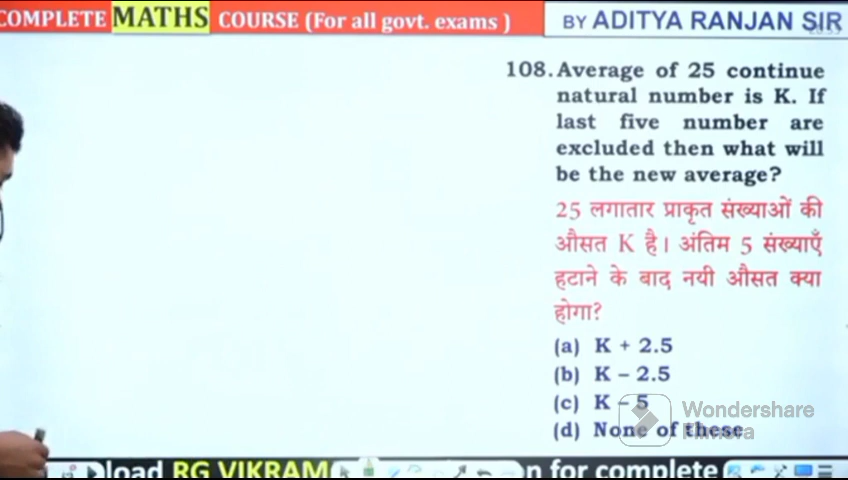 COMPLETE MATHS COURSE (For all govt. exams )
BY ADITYA RANJAN SIR
108. Average of 25 continue
natural number is K. If
last five number are
excluded then what will
be the new average?
25 लगातार प्राकृत संख्याओं की
औसत K है। अंतिम 5 संख्याएँ
हटाने के बाद नयी औसत क्या
होगा?
(a) K + 2.5
(b) K – 2.5
(c) K – 5
(d) None of these
Wondershare
Filmora
load RG VIKRAM
n for complete